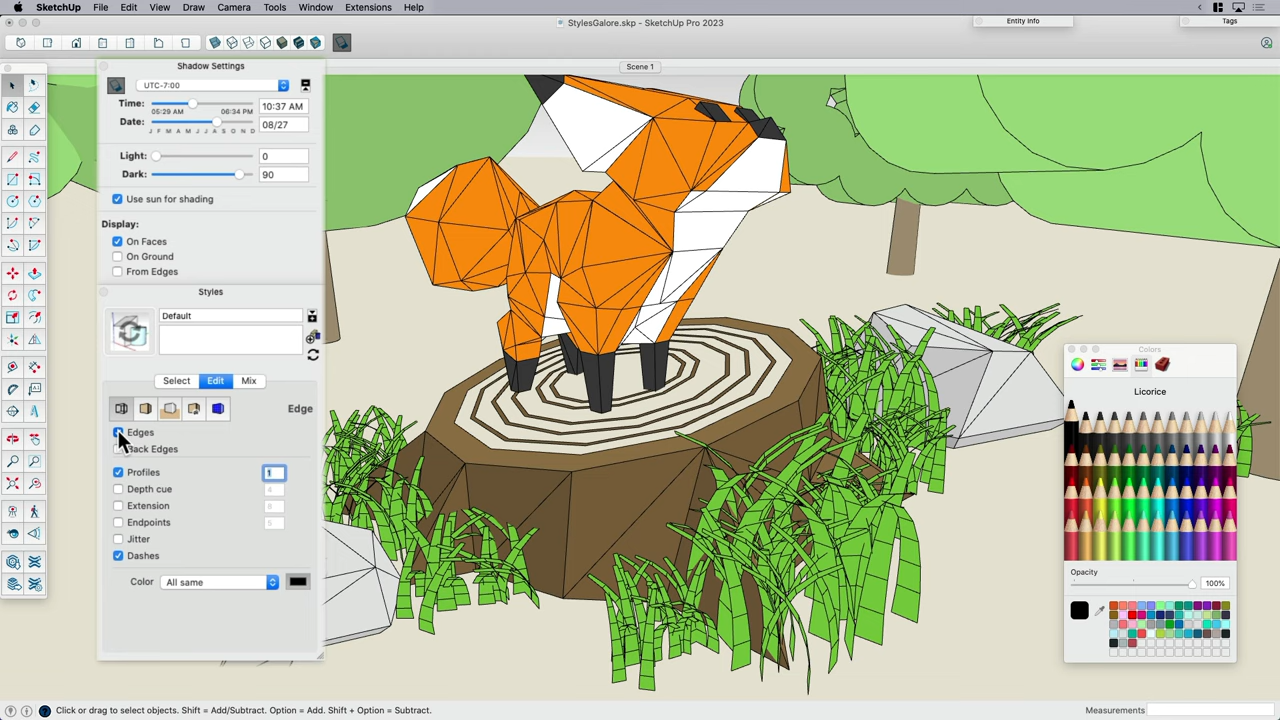 SketchUp File Edit View Draw Camera Tools Window Extensions Help
StylesGalore.skp - SketchUp Pro 2023
Entity Info
Tags
Scene 1
Shadow Settings
UTC-7:00
Time: 10:37 AM
05:29 AM 06:34 PM
Date: 08/27
J F M A M J J A S O N D
Light: 0
Dark: 90
Use sun for shading
Display:
On Faces
On Ground
From Edges
Styles
Default
Select Edit Mix
Edge
Edges
Back Edges
Profiles 1
Depth cue 4
Extension 8
Endpoints 5
Jitter
Dashes
Color All same
Colors
Licorice
Opacity
100%
Click or drag to select objects. Shift = Add/Subtract. Option = Add. Shift + Option = Subtract.
Measurements